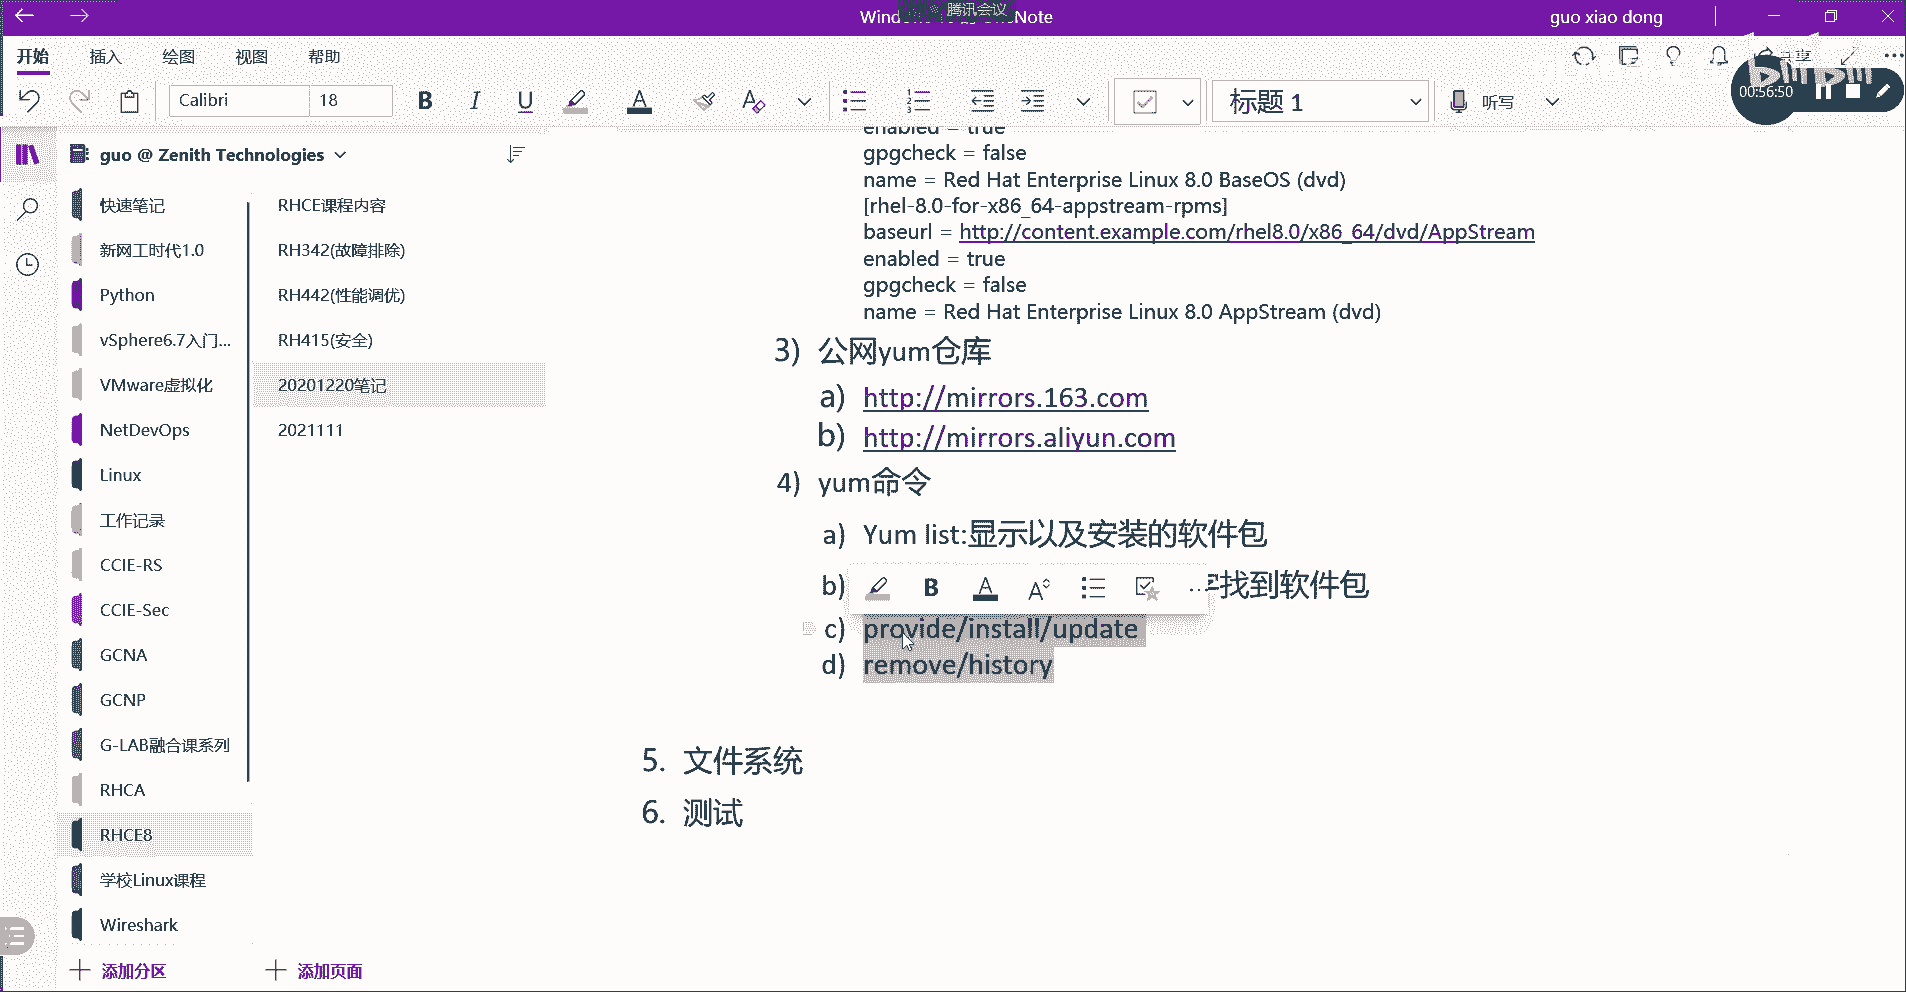 腾讯会议
guo xiao dong
开始 插入 绘图 视图 帮助
共享
Calibri 18 B I U 标题 1 听写
00:56:50
guo @ Zenith Technologies
快速笔记
新网工时代1.0
Python
vSphere6.7入门...
VMware虚拟化
NetDevOps
Linux
工作记录
CCIE-RS
CCIE-Sec
GCNA
GCNP
G-LAB融合课系列
RHCA
RHCE8
学校Linux课程
Wireshark
添加分区
RHCE课程内容
RH342(故障排除)
RH442(性能调优)
RH415(安全)
20201220笔记
2021111
添加页面
enabled = true
gpgcheck = false
name = Red Hat Enterprise Linux 8.0 BaseOS (dvd)
[rhel-8.0-for-x86_64-appstream-rpms]
baseurl = http://content.example.com/rhel8.0/x86_64/dvd/AppStream
enabled = true
gpgcheck = false
name = Red Hat Enterprise Linux 8.0 AppStream (dvd)
3) 公网yum仓库
a) http://mirrors.163.com
b) http://mirrors.aliyun.com
4) yum命令
a) Yum list:显示以及安装的软件包
b) 找到软件包
c) provide/install/update
d) remove/history
5. 文件系统
6. 测试